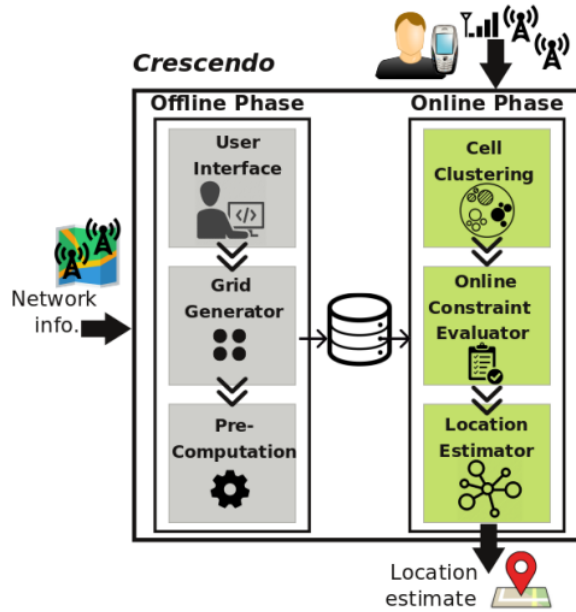 Crescendo
Offline Phase
Online Phase
User
Interface
</>
Cell
Clustering
Network
info.
Grid
Generator
Online
Constraint
Evaluator
Pre-
Computation
Location
Estimator
Location
estimate